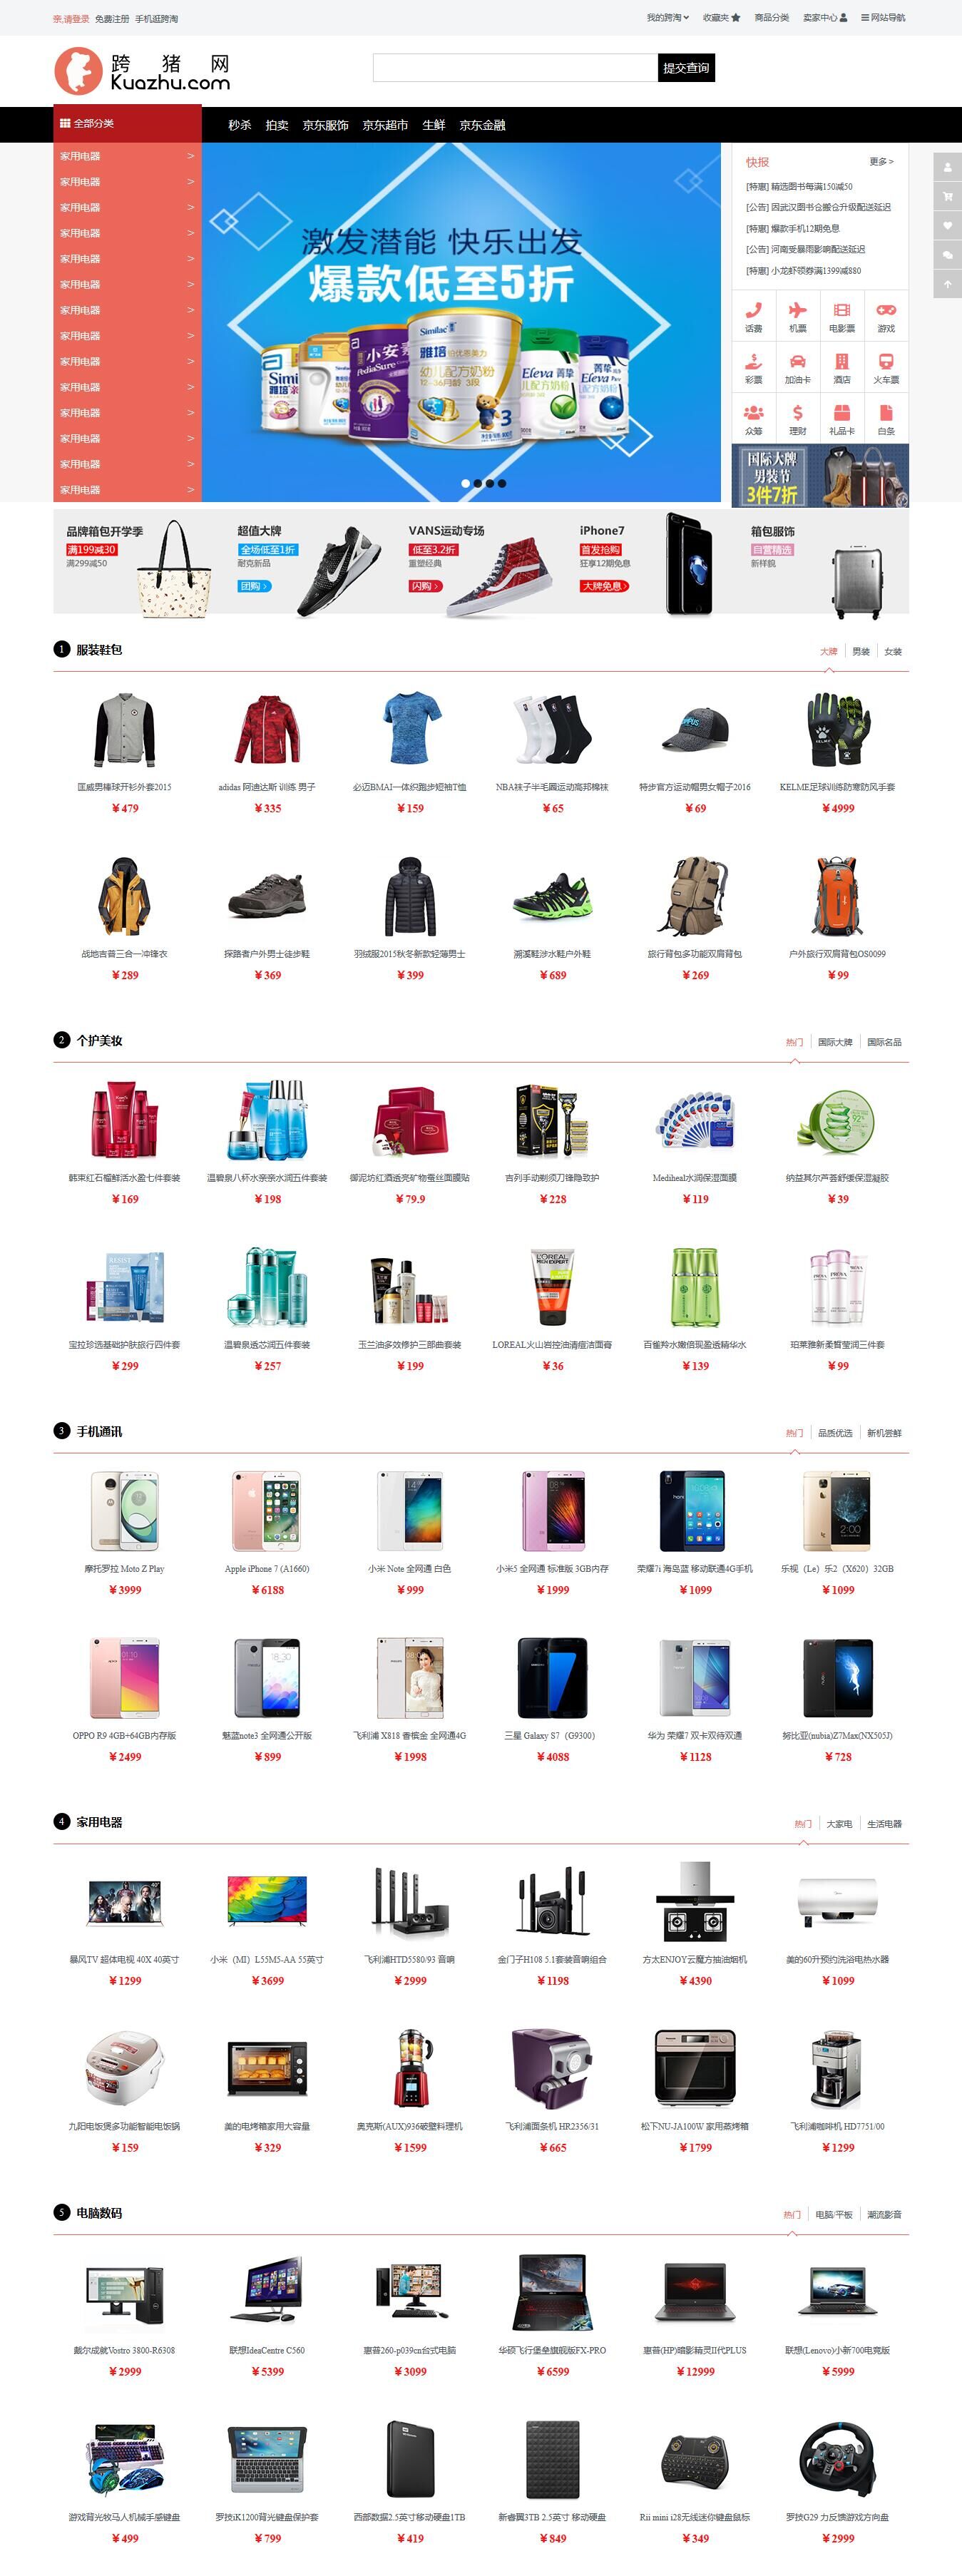 亲,请登录 免费注册 手机逛跨淘
我的跨淘 收藏夹 商品分类 卖家中心 网站导航
跨猪网
Kuazhu.com
提交查询
全部分类
秒杀 拍卖 京东服饰 京东超市 生鲜 京东金融
家用电器 >
家用电器 >
家用电器 >
家用电器 >
家用电器 >
家用电器 >
家用电器 >
家用电器 >
家用电器 >
家用电器 >
家用电器 >
家用电器 >
家用电器 >
家用电器 >
激发潜能 快乐出发
爆款低至5折
快报 更多 >
[特惠] 精选图书每满150减50
[公告] 因武汉图书仓搬仓升级配送延迟
[特惠] 爆款手机12期免息
[公告] 河南受暴雨影响配送延迟
[特惠] 小龙虾领券满1399减880
话费 机票 电影票 游戏
彩票 加油卡 酒店 火车票
众筹 理财 礼品卡 白条
国际大牌
男装节
3件7折
品牌箱包开学季
满199减30
满299减50
超值大牌
全场低至1折
耐克新品
团购 >
VANS运动专场
低至3.2折
重塑经典
闪购 >
iPhone7
首发抢购
狂享12期免息
大牌免息 >
箱包服饰
自营精选
新样貌
1 服装鞋包 大牌 男装 女装
匡威男棒球开衫外套2015 adidas 阿迪达斯 训练 男子 必迈BMAI一体织跑步短袖T恤 NBA袜子半毛圈运动高邦棉袜 特步官方运动帽男女帽子2016 KELME足球训练防寒防风手套
￥479 ￥335 ￥159 ￥65 ￥69 ￥4999
战地吉普三合一冲锋衣 探路者户外男士徒步鞋 羽绒服2015秋冬新款轻薄男士 溯溪鞋涉水鞋户外鞋 旅行背包多功能双肩背包 户外旅行双肩背包OS0099
￥289 ￥369 ￥399 ￥689 ￥269 ￥99
2 个护美妆 热门 国际大牌 国际名品
韩束红石榴鲜活水盈七件套装 温碧泉八杯水亲亲水润五件套装 御泥坊红酒透亮矿物蚕丝面膜贴 吉列手动剃须刀锋隐致护 Mediheal水润保湿面膜 纳益其尔芦荟舒缓保湿凝胶
￥169 ￥198 ￥79.9 ￥228 ￥119 ￥39
宝拉珍选基础护肤旅行四件套 温碧泉透芯润五件套装 玉兰油多效修护三部曲套装 LOREAL火山岩控油清痘洁面膏 百雀羚水嫩倍现盈透精华水 珀莱雅新柔皙莹润三件套
￥299 ￥257 ￥199 ￥36 ￥139 ￥99
3 手机通讯 热门 品质优选 新机尝鲜
摩托罗拉 Moto Z Play Apple iPhone 7 (A1660) 小米 Note 全网通 白色 小米5 全网通 标准版 3GB内存 荣耀7i 海岛蓝 移动联通4G手机 乐视（Le）乐2（X620）32GB
￥3999 ￥6188 ￥999 ￥1999 ￥1099 ￥1099
OPPO R9 4GB+64GB内存版 魅蓝note3 全网通公开版 飞利浦 X818 香槟金 全网通4G 三星 Galaxy S7（G9300） 华为 荣耀7 双卡双待双通 努比亚(nubia)Z7Max(NX505J)
￥2499 ￥899 ￥1998 ￥4088 ￥1128 ￥728
4 家用电器 热门 大家电 生活电器
暴风TV 超体电视 40X 40英寸 小米（MI）L55M5-AA 55英寸 飞利浦HTD5580/93 音响 金门子H108 5.1套装音响组合 方太ENJOY云魔方抽油烟机 美的60升预约洗浴电热水器
￥1299 ￥3699 ￥2999 ￥1198 ￥4390 ￥1099
九阳电饭煲多功能智能电饭锅 美的电烤箱家用大容量 奥克斯(AUX)936破壁料理机 飞利浦面条机 HR2356/31 松下NU-JA100W 家用蒸烤箱 飞利浦咖啡机 HD7751/00
￥159 ￥329 ￥1599 ￥665 ￥1799 ￥1299
5 电脑数码 热门 电脑/平板 潮流影音
戴尔成就Vostro 3800-R6308 联想IdeaCentre C560 惠普260-p039cn台式电脑 华硕飞行堡垒旗舰版FX-PRO 惠普(HP)暗影精灵II代PLUS 联想(Lenovo)小新700电竞版
￥2999 ￥5399 ￥3099 ￥6599 ￥12999 ￥5999
游戏背光牧马人机械手感键盘 罗技iK1200背光键盘保护套 西部数据2.5英寸移动硬盘1TB 新睿翼3TB 2.5英寸 移动硬盘 Rii mini i28无线迷你键盘鼠标 罗技G29 力反馈游戏方向盘
￥499 ￥799 ￥419 ￥849 ￥349 ￥2999